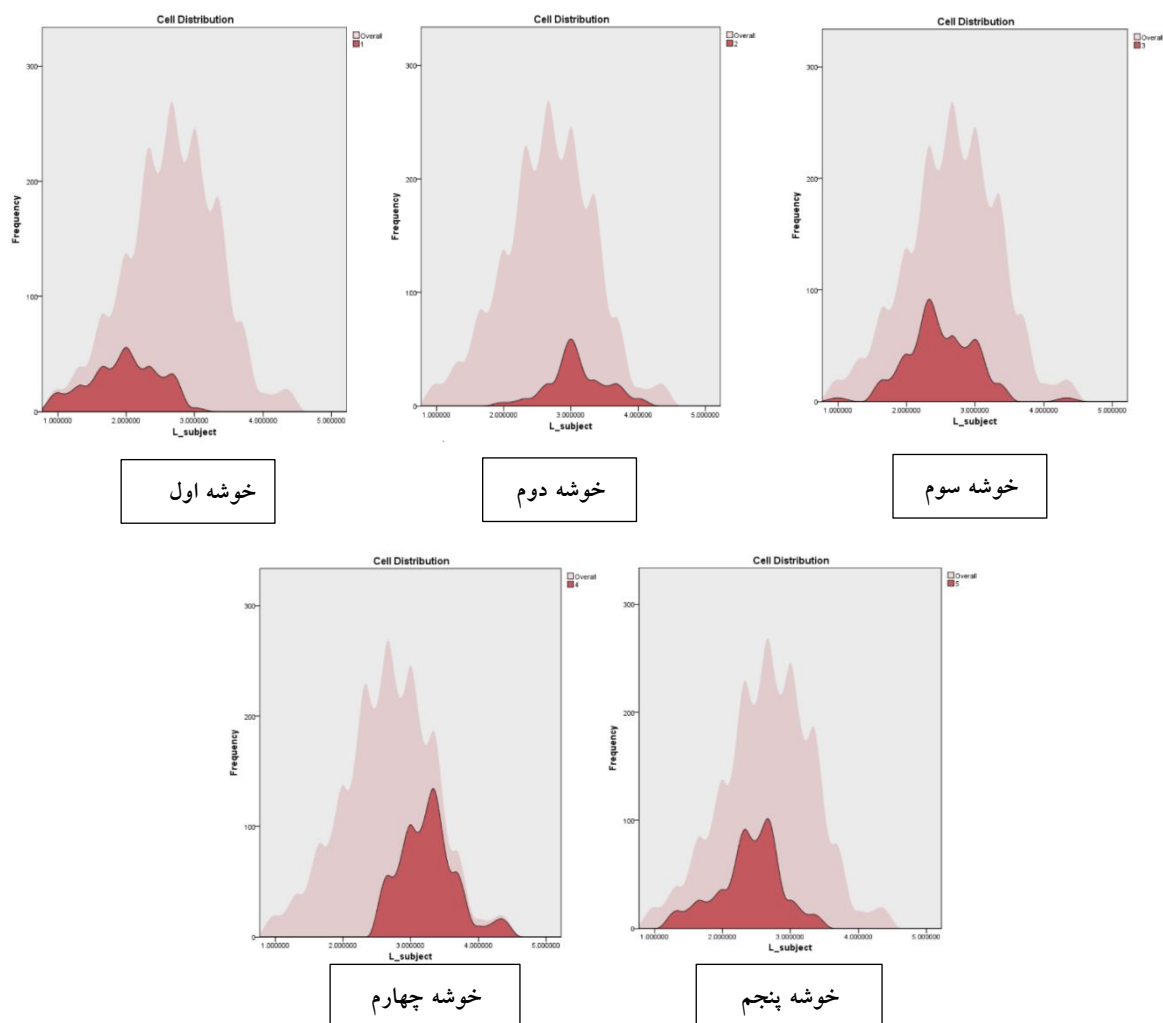 Cell Distribution
Overall
1
Frequency
300
200
100
0
1.000000 2.000000 3.000000 4.000000 5.000000
L_subject
خوشه اول
Cell Distribution
Overall
2
Frequency
300
200
100
0
1.000000 2.000000 3.000000 4.000000 5.000000
L_subject
خوشه دوم
Cell Distribution
Overall
3
Frequency
300
200
100
0
1.000000 2.000000 3.000000 4.000000 5.000000
L_subject
خوشه سوم
Cell Distribution
Overall
4
Frequency
300
200
100
0
1.000000 2.000000 3.000000 4.000000 5.000000
L_subject
خوشه چهارم
Cell Distribution
Overall
5
Frequency
300
200
100
0
1.000000 2.000000 3.000000 4.000000 5.000000
L_subject
خوشه پنجم